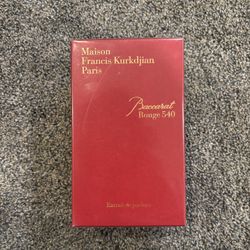 Maison
Francis Kurkdjian
Paris
Baccarat
Rouge 540
Extrait de parfum